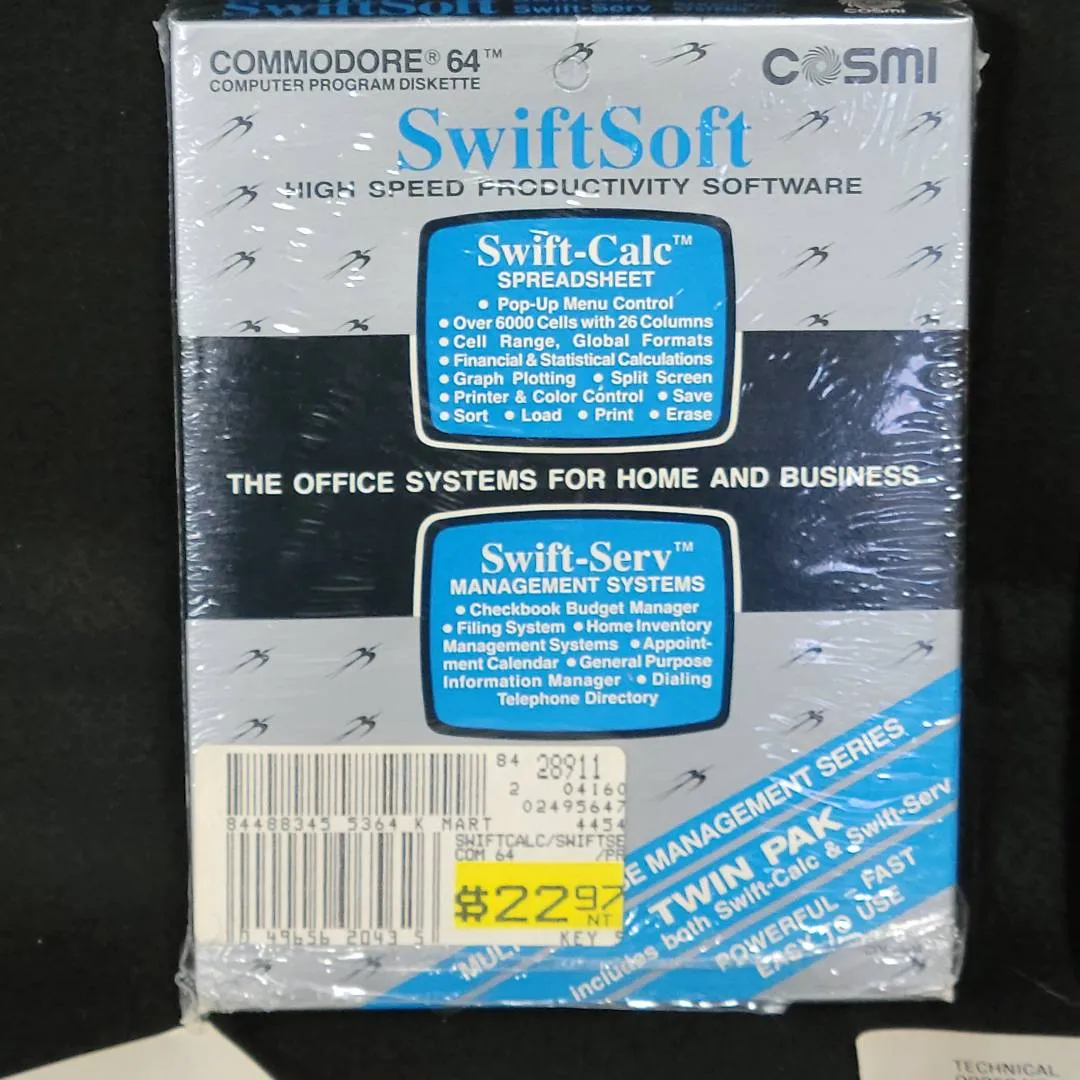 SwiftSoft Swift-Serv
COSMI
COMMODORE® 64™
COMPUTER PROGRAM DISKETTE
COSMI
SwiftSoft
HIGH SPEED PRODUCTIVITY SOFTWARE
Swift-Calc™
SPREADSHEET
• Pop-Up Menu Control
• Over 6000 Cells with 26 Columns
• Cell Range, Global Formats
• Financial & Statistical Calculations
• Graph Plotting • Split Screen
• Printer & Color Control • Save
• Sort • Load • Print • Erase
THE OFFICE SYSTEMS FOR HOME AND BUSINESS
Swift-Serv™
MANAGEMENT SYSTEMS
• Checkbook Budget Manager
• Filing System • Home Inventory
Management Systems • Appoint-
ment Calendar • General Purpose
Information Manager • Dialing
Telephone Directory
84 28911
2 04160
02495647
84488345 5364 K MART 4454
SWIFTCALC/SWIFTSE
COM 64 /PR
$22.97
NT
49656 2043 5
KEY
MANAGEMENT SERIES
TWIN PAK
includes both Swift-Calc & Swift-Serv
POWERFUL - FAST
EASY TO USE
TECHNICAL